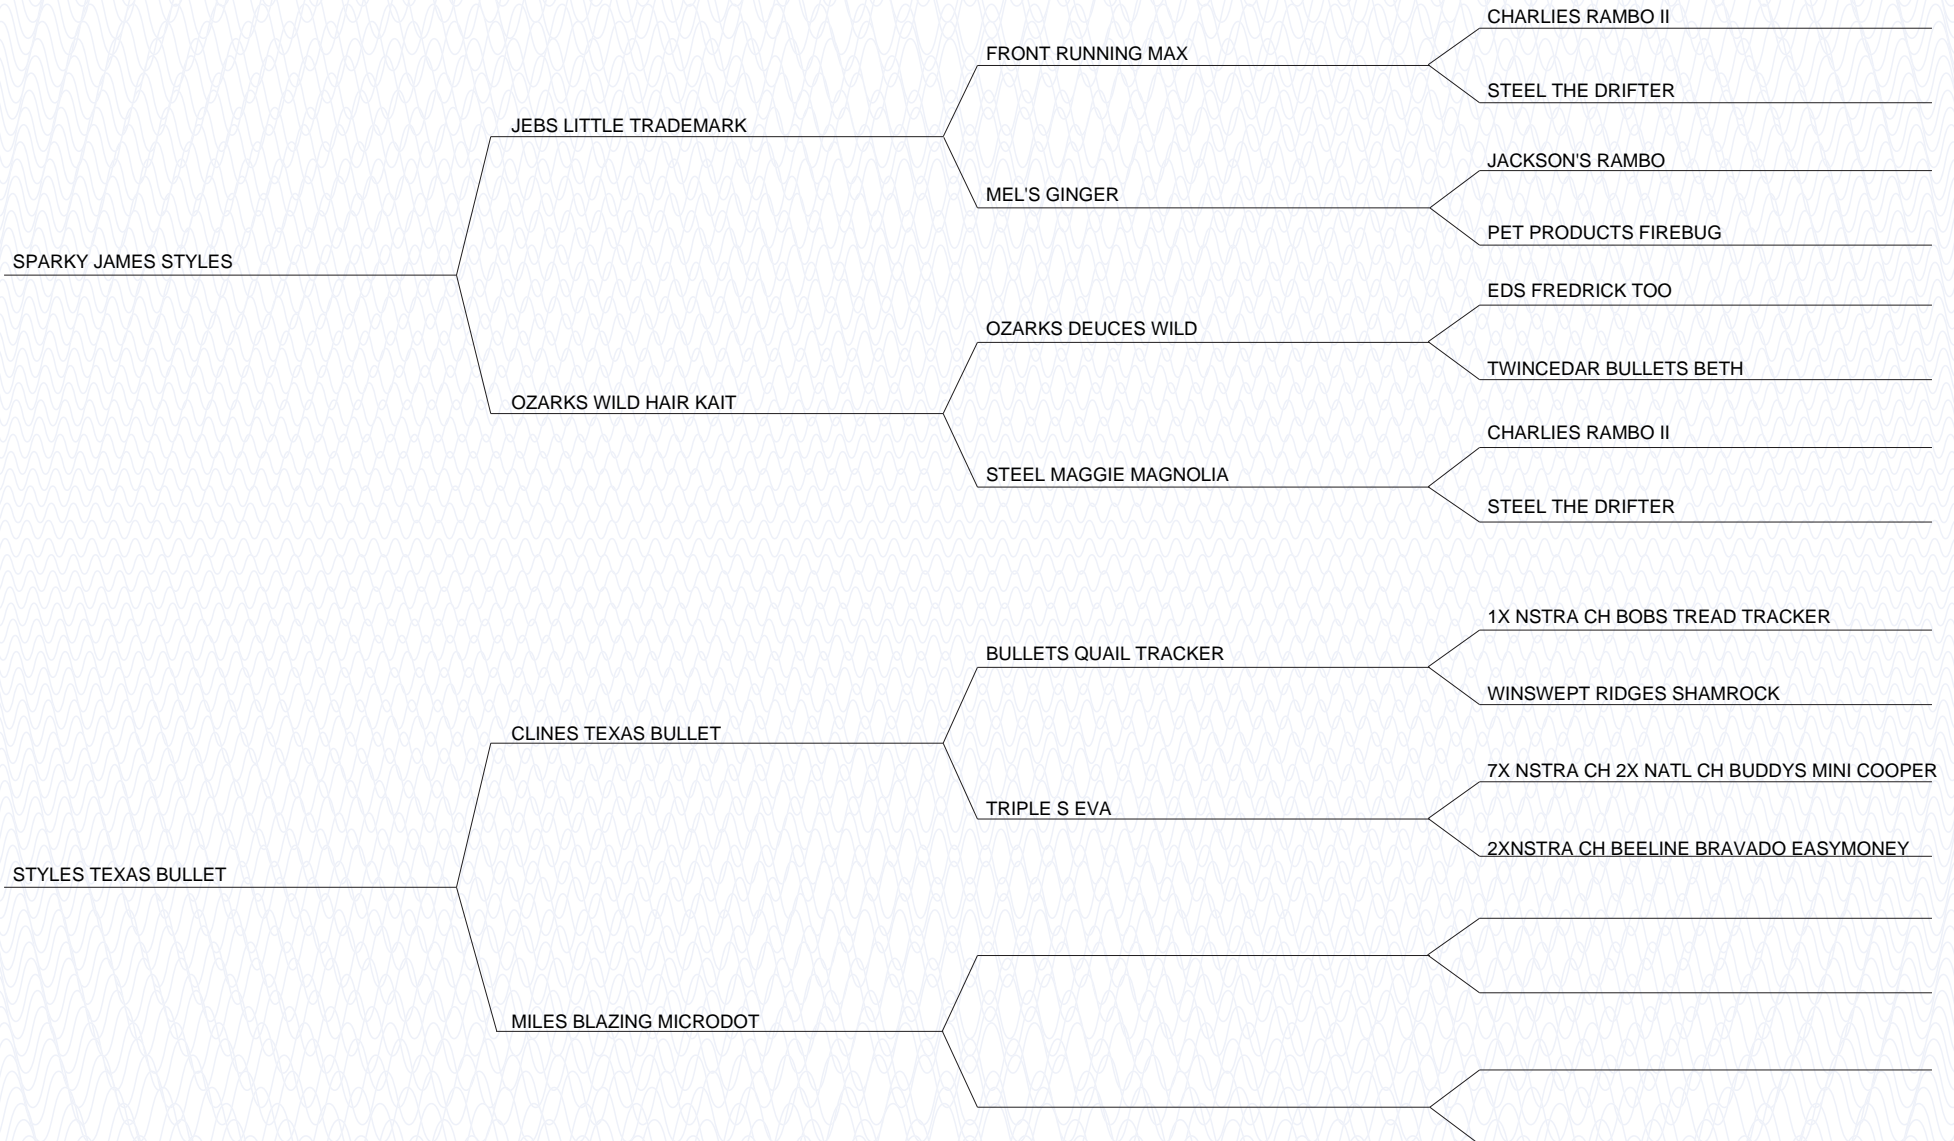 CHARLIES RAMBO II
FRONT RUNNING MAX
STEEL THE DRIFTER
JEBS LITTLE TRADEMARK
JACKSON'S RAMBO
MEL'S GINGER
PET PRODUCTS FIREBUG
SPARKY JAMES STYLES
EDS FREDRICK TOO
OZARKS DEUCES WILD
TWINCEDAR BULLETS BETH
OZARKS WILD HAIR KAIT
CHARLIES RAMBO II
STEEL MAGGIE MAGNOLIA
STEEL THE DRIFTER
1X NSTRA CH BOBS TREAD TRACKER
BULLETS QUAIL TRACKER
WINSWEPT RIDGES SHAMROCK
CLINES TEXAS BULLET
7X NSTRA CH 2X NATL CH BUDDYS MINI COOPER
TRIPLE S EVA
2XNSTRA CH BEELINE BRAVADO EASYMONEY
STYLES TEXAS BULLET
MILES BLAZING MICRODOT